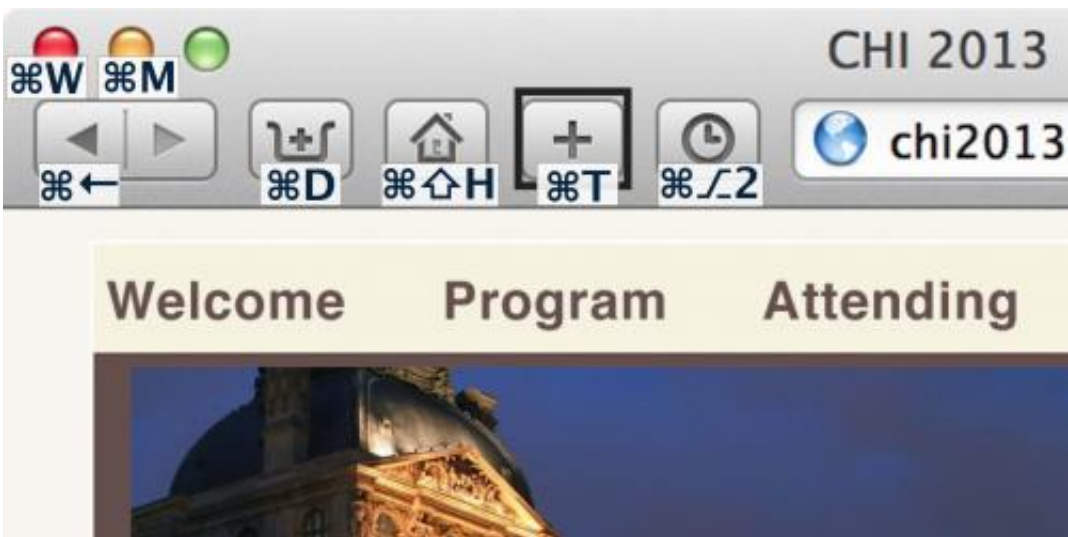 CHI 2013
⌘W ⌘M
chi2013
⌘← ⌘D ⌘⇧H ⌘T ⌘⌥2
Welcome Program Attending